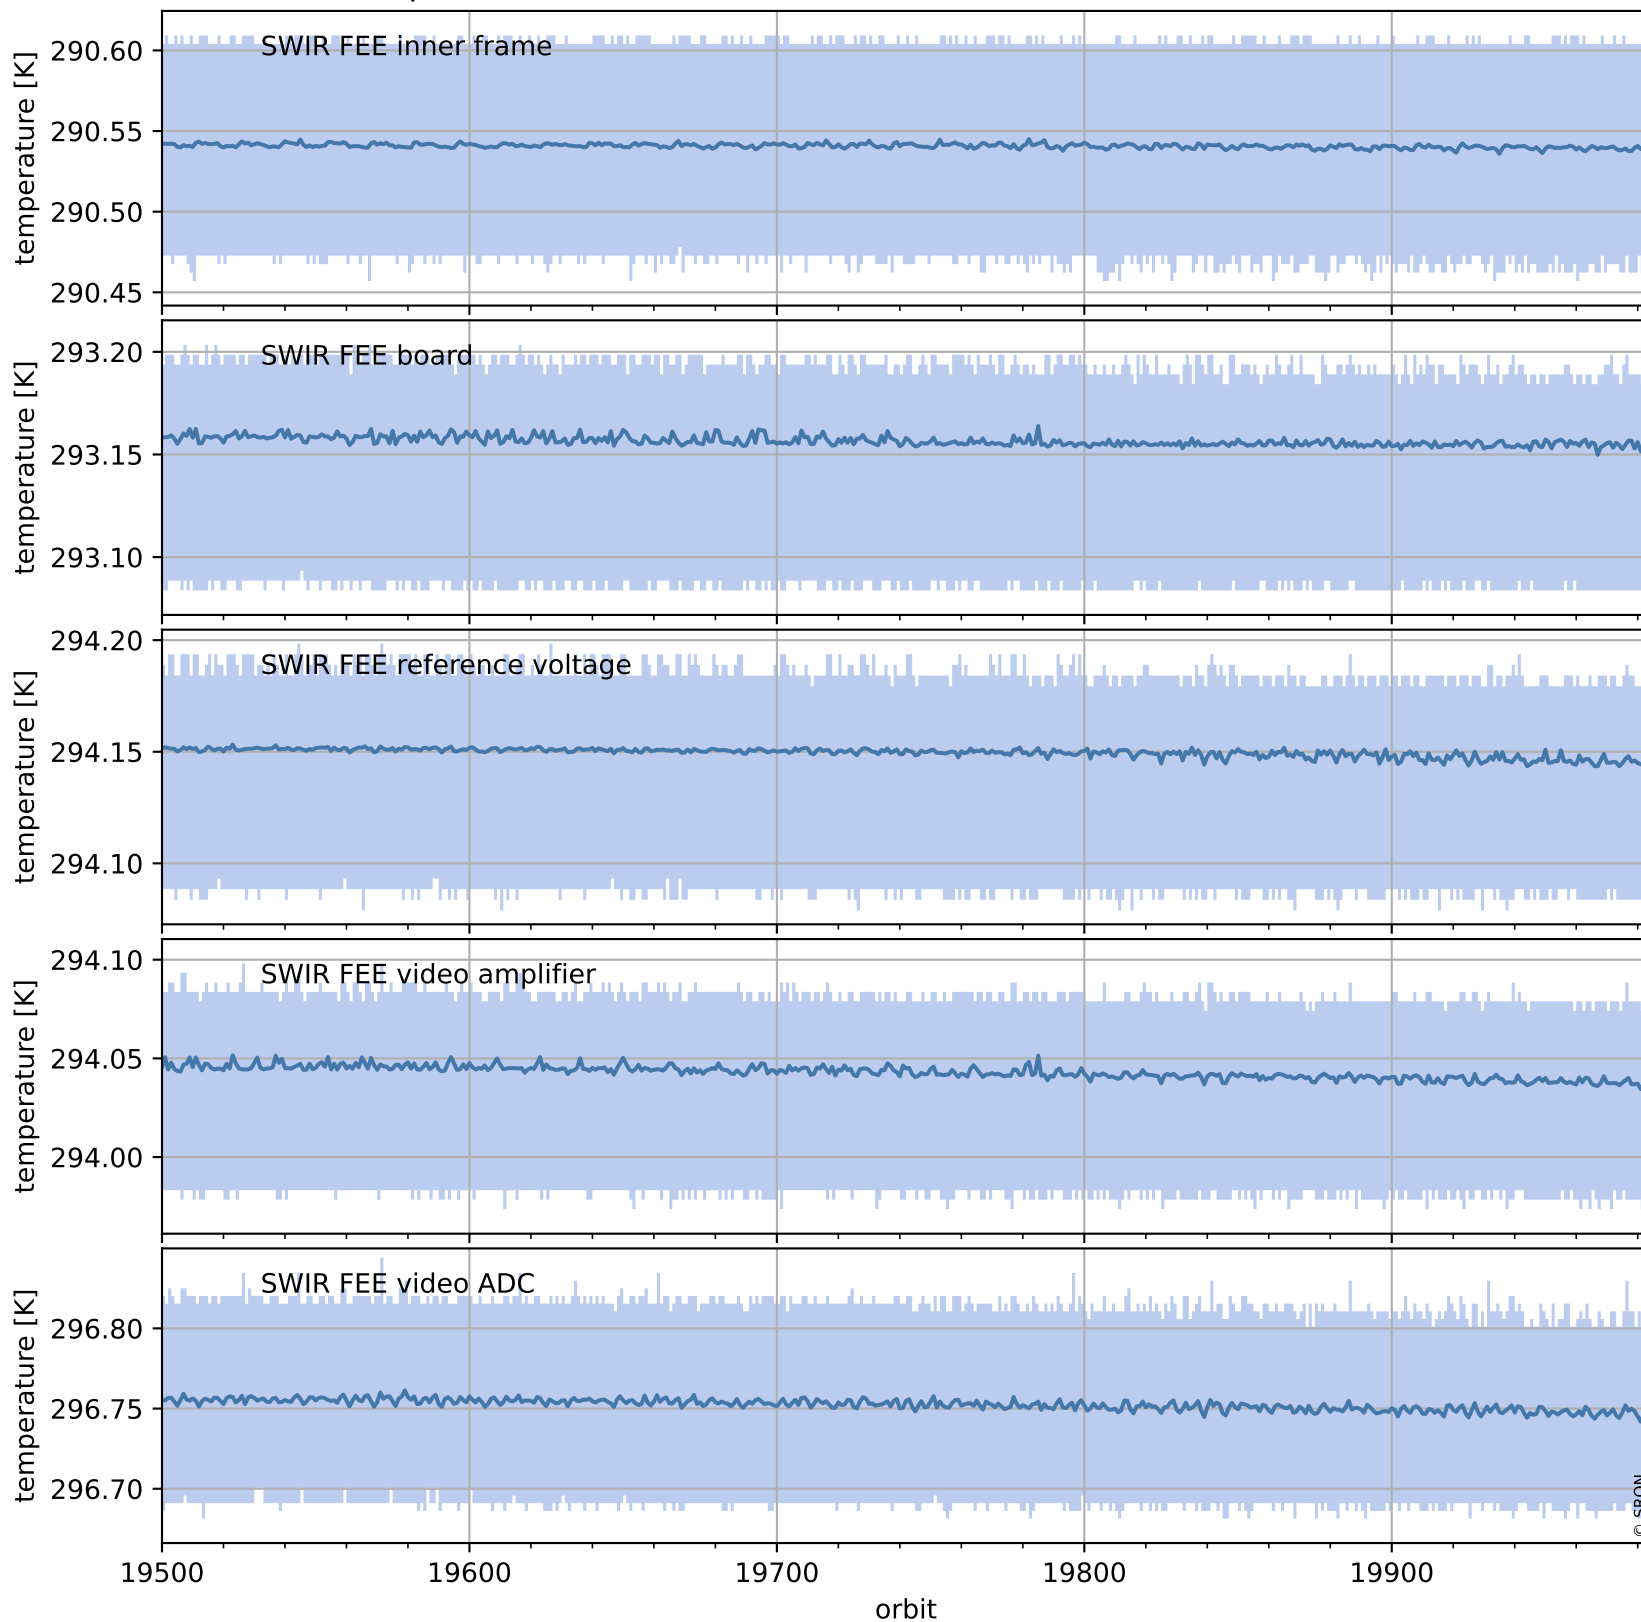 SWIR FEE inner frame
temperature [K]
290.60
290.55
290.50
290.45
SWIR FEE board
temperature [K]
293.20
293.15
293.10
SWIR FEE reference voltage
temperature [K]
294.20
294.15
294.10
SWIR FEE video amplifier
temperature [K]
294.10
294.05
294.00
SWIR FEE video ADC
temperature [K]
296.80
296.75
296.70
© SRON
19500 19600 19700 19800 19900
orbit